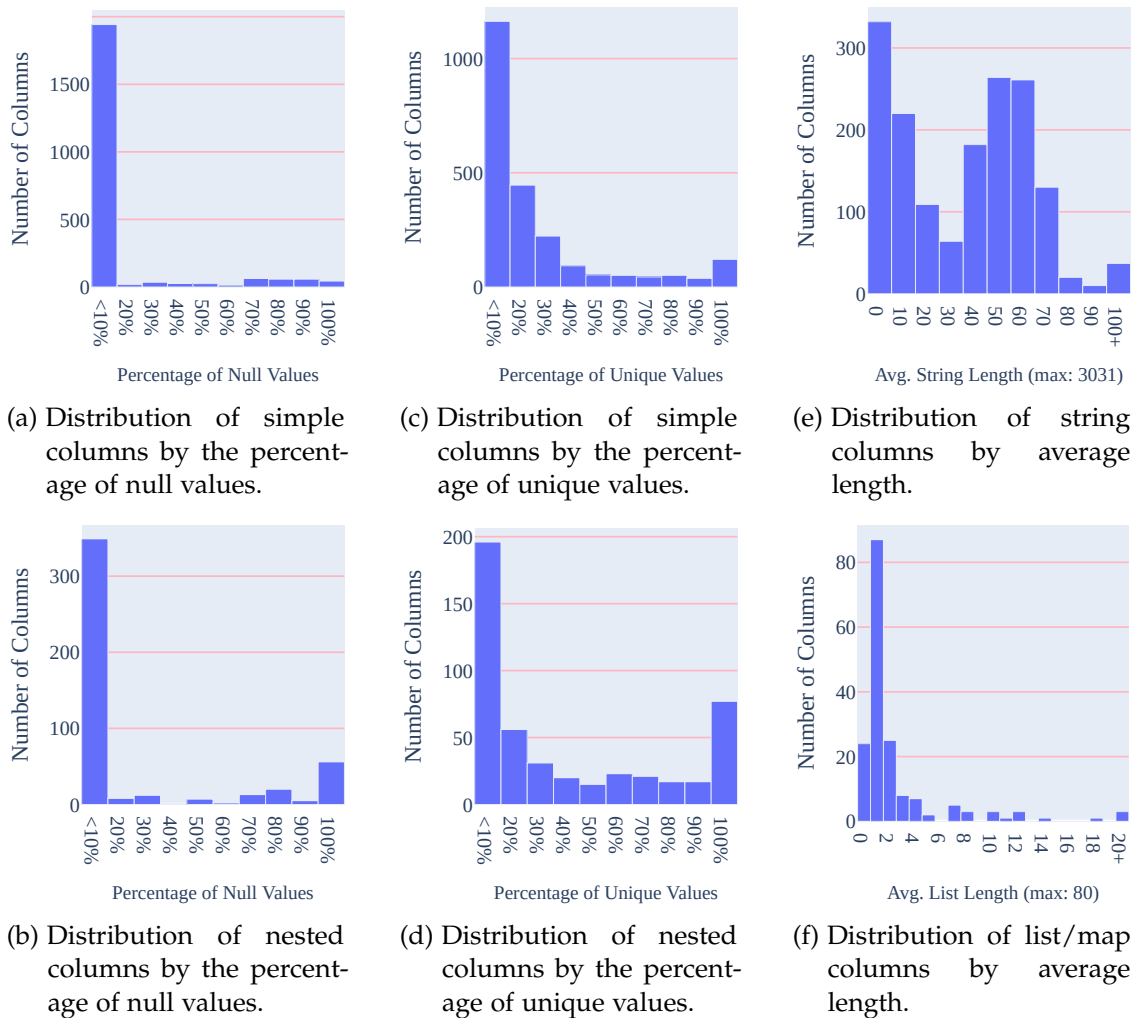 Number of Columns
1500
1000
500
0
<10%
20%
30%
40%
50%
60%
70%
80%
90%
100%
Percentage of Null Values
(a) Distribution of simple
columns by the percent-
age of null values.
Number of Columns
1000
500
0
<10%
20%
30%
40%
50%
60%
70%
80%
90%
100%
Percentage of Unique Values
(c) Distribution of simple
columns by the percent-
age of unique values.
Number of Columns
300
200
100
0
0
10
20
30
40
50
60
70
80
90
100+
Avg. String Length (max: 3031)
(e) Distribution of string
columns by average
length.
Number of Columns
300
200
100
0
<10%
20%
30%
40%
50%
60%
70%
80%
90%
100%
Percentage of Null Values
(b) Distribution of nested
columns by the percent-
age of null values.
Number of Columns
200
150
100
50
0
<10%
20%
30%
40%
50%
60%
70%
80%
90%
100%
Percentage of Unique Values
(d) Distribution of nested
columns by the percent-
age of unique values.
Number of Columns
80
60
40
20
0
0
2
4
6
8
10
12
14
16
18
20+
Avg. List Length (max: 80)
(f) Distribution of list/map
columns by average
length.